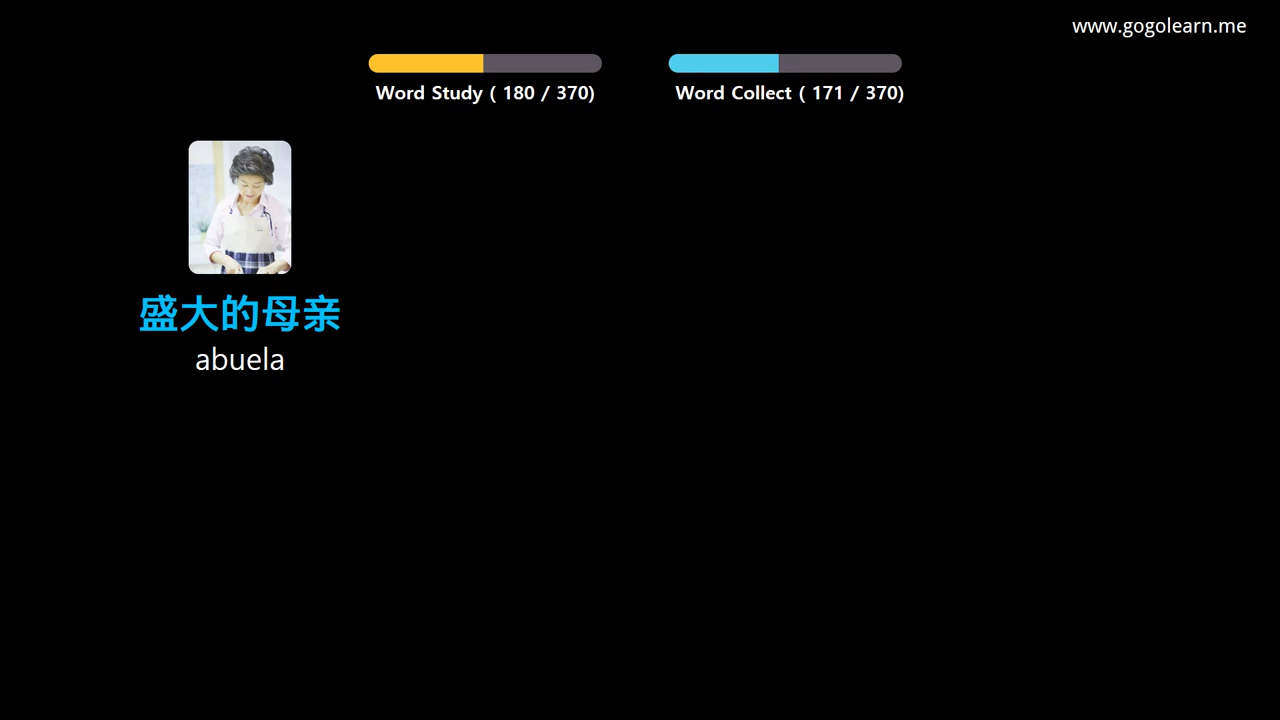 www.gogolearn.me
Word Study ( 180 / 370)
Word Collect ( 171 / 370)
盛大的母亲
abuela